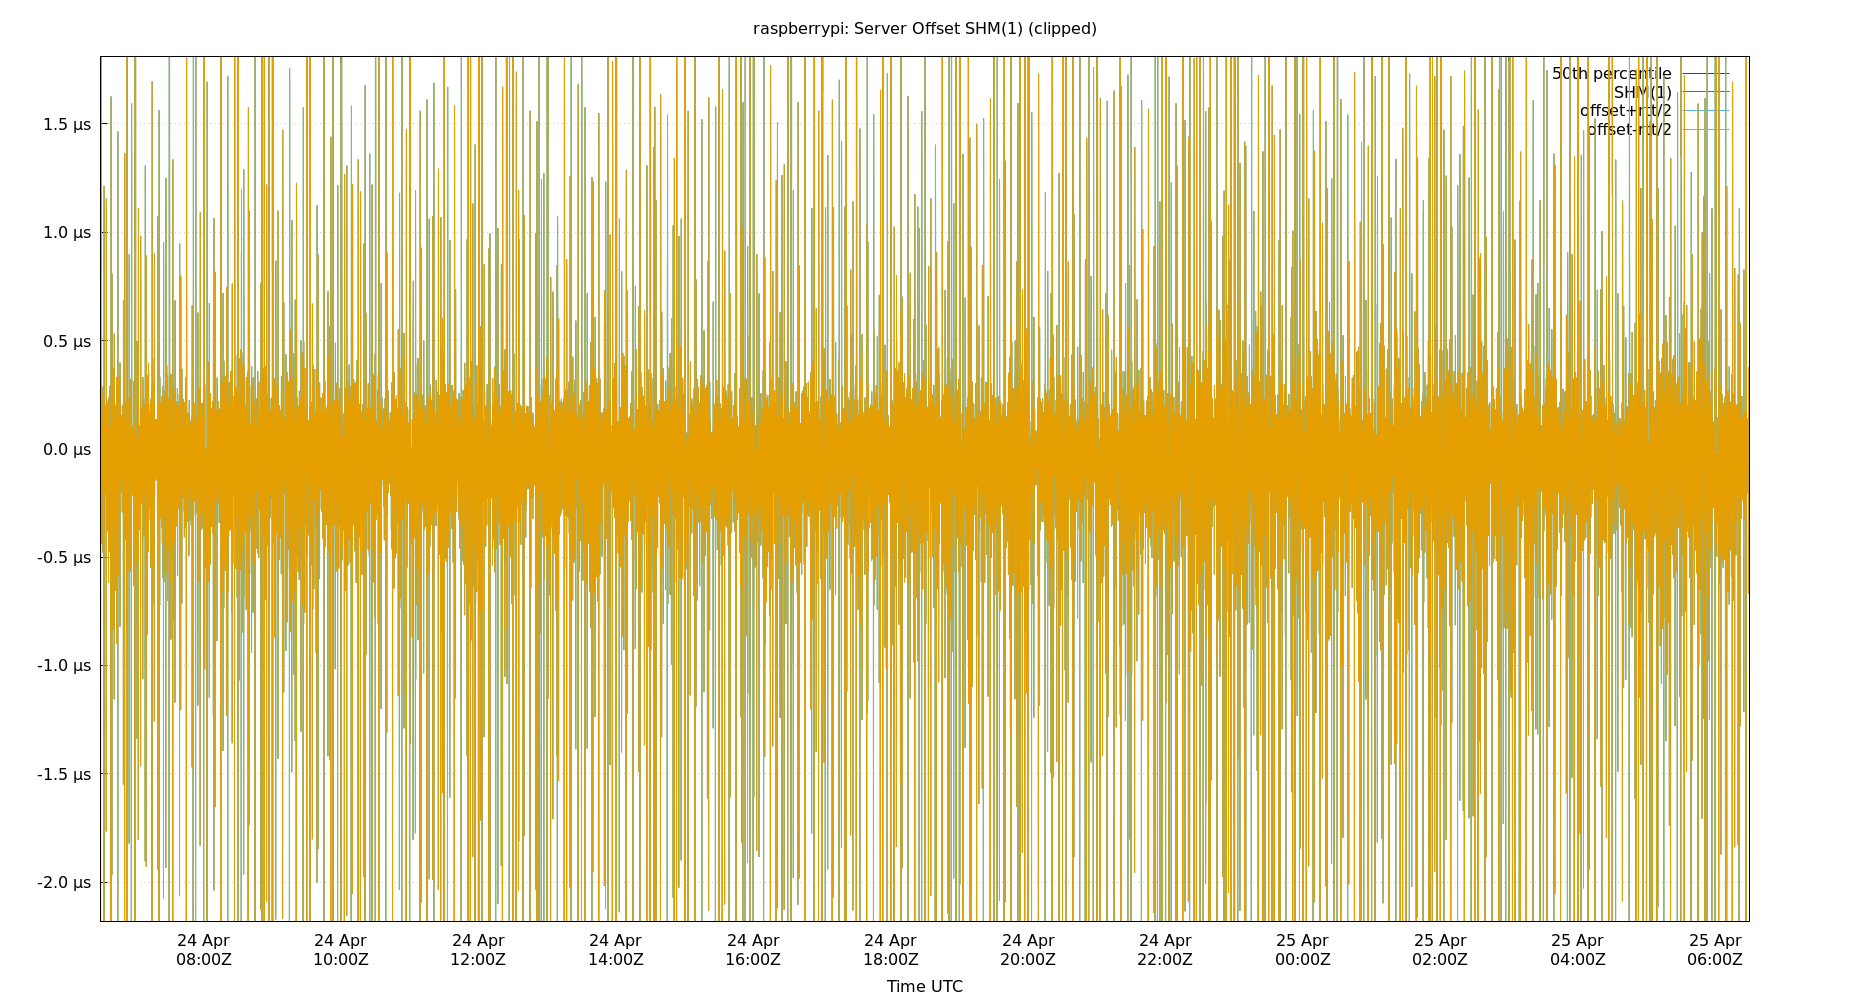 raspberrypi: Server Offset SHM(1) (clipped)
50th percentile
SHM(1)
offset+rtt/2
offset-rtt/2
1.5 µs
1.0 µs
0.5 µs
0.0 µs
-0.5 µs
-1.0 µs
-1.5 µs
-2.0 µs
24 Apr 24 Apr 24 Apr 24 Apr 24 Apr 24 Apr 24 Apr 24 Apr 25 Apr 25 Apr 25 Apr 25 Apr
08:00Z 10:00Z 12:00Z 14:00Z 16:00Z 18:00Z 20:00Z 22:00Z 00:00Z 02:00Z 04:00Z 06:00Z
Time UTC